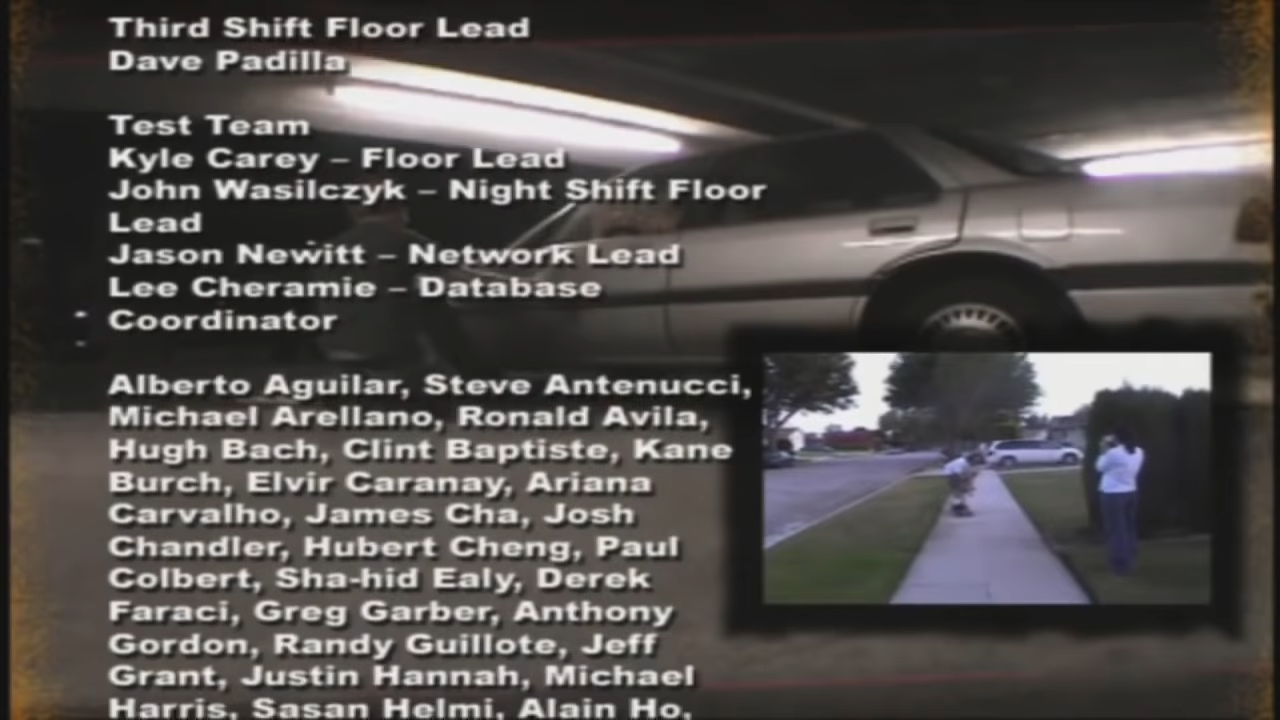 Third Shift Floor Lead
Dave Padilla
Test Team
Kyle Carey – Floor Lead
John Wasilczyk – Night Shift Floor
Lead
Jason Newitt – Network Lead
Lee Cheramie – Database
Coordinator
Alberto Aguilar, Steve Antenucci,
Michael Arellano, Ronald Avila,
Hugh Bach, Clint Baptiste, Kane
Burch, Elvir Caranay, Ariana
Carvalho, James Cha, Josh
Chandler, Hubert Cheng, Paul
Colbert, Sha-hid Ealy, Derek
Faraci, Greg Garber, Anthony
Gordon, Randy Guillote, Jeff
Grant, Justin Hannah, Michael
Harris, Sasan Helmi, Alain Ho,